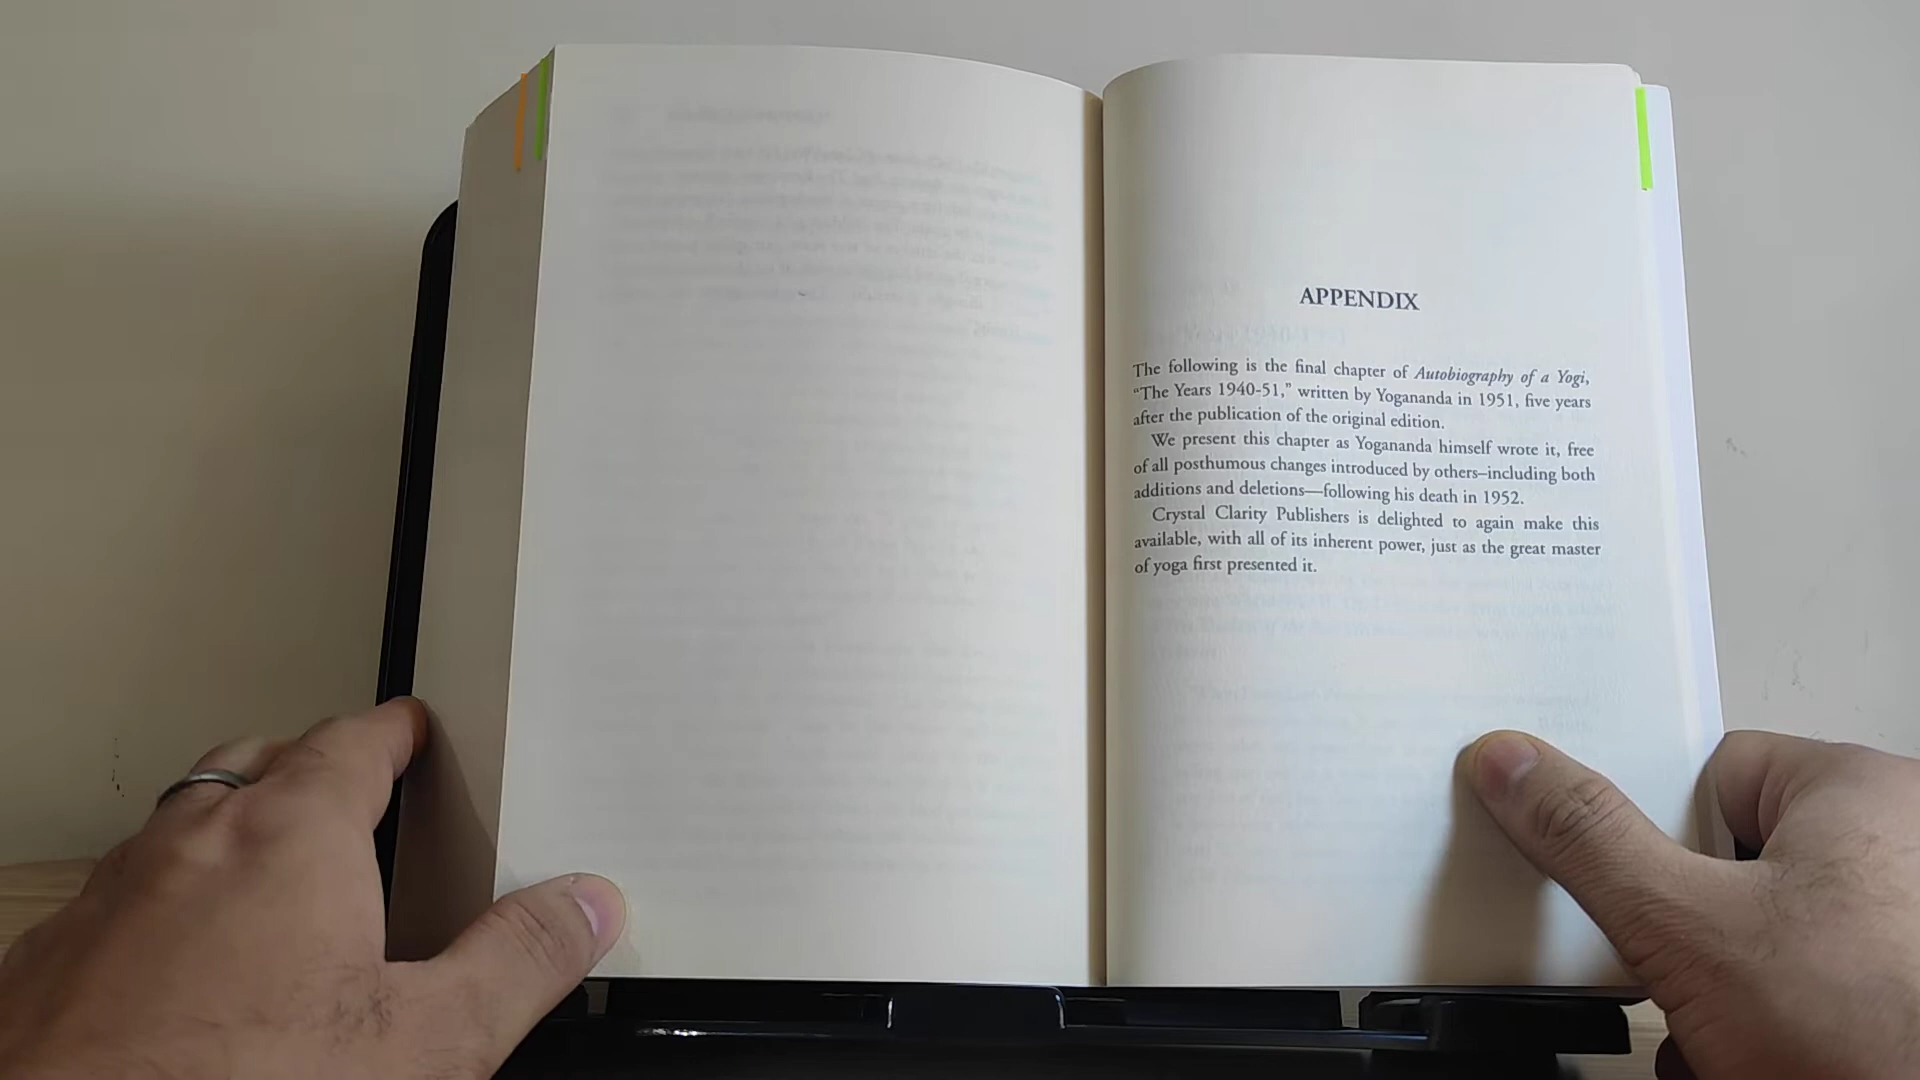 APPENDIX
The following is the final chapter of Autobiography of a Yogi,
“The Years 1940-51,” written by Yogananda in 1951, five years
after the publication of the original edition.
We present this chapter as Yogananda himself wrote it, free
of all posthumous changes introduced by others–including both
additions and deletions—following his death in 1952.
Crystal Clarity Publishers is delighted to again make this
available, with all of its inherent power, just as the great master
of yoga first presented it.